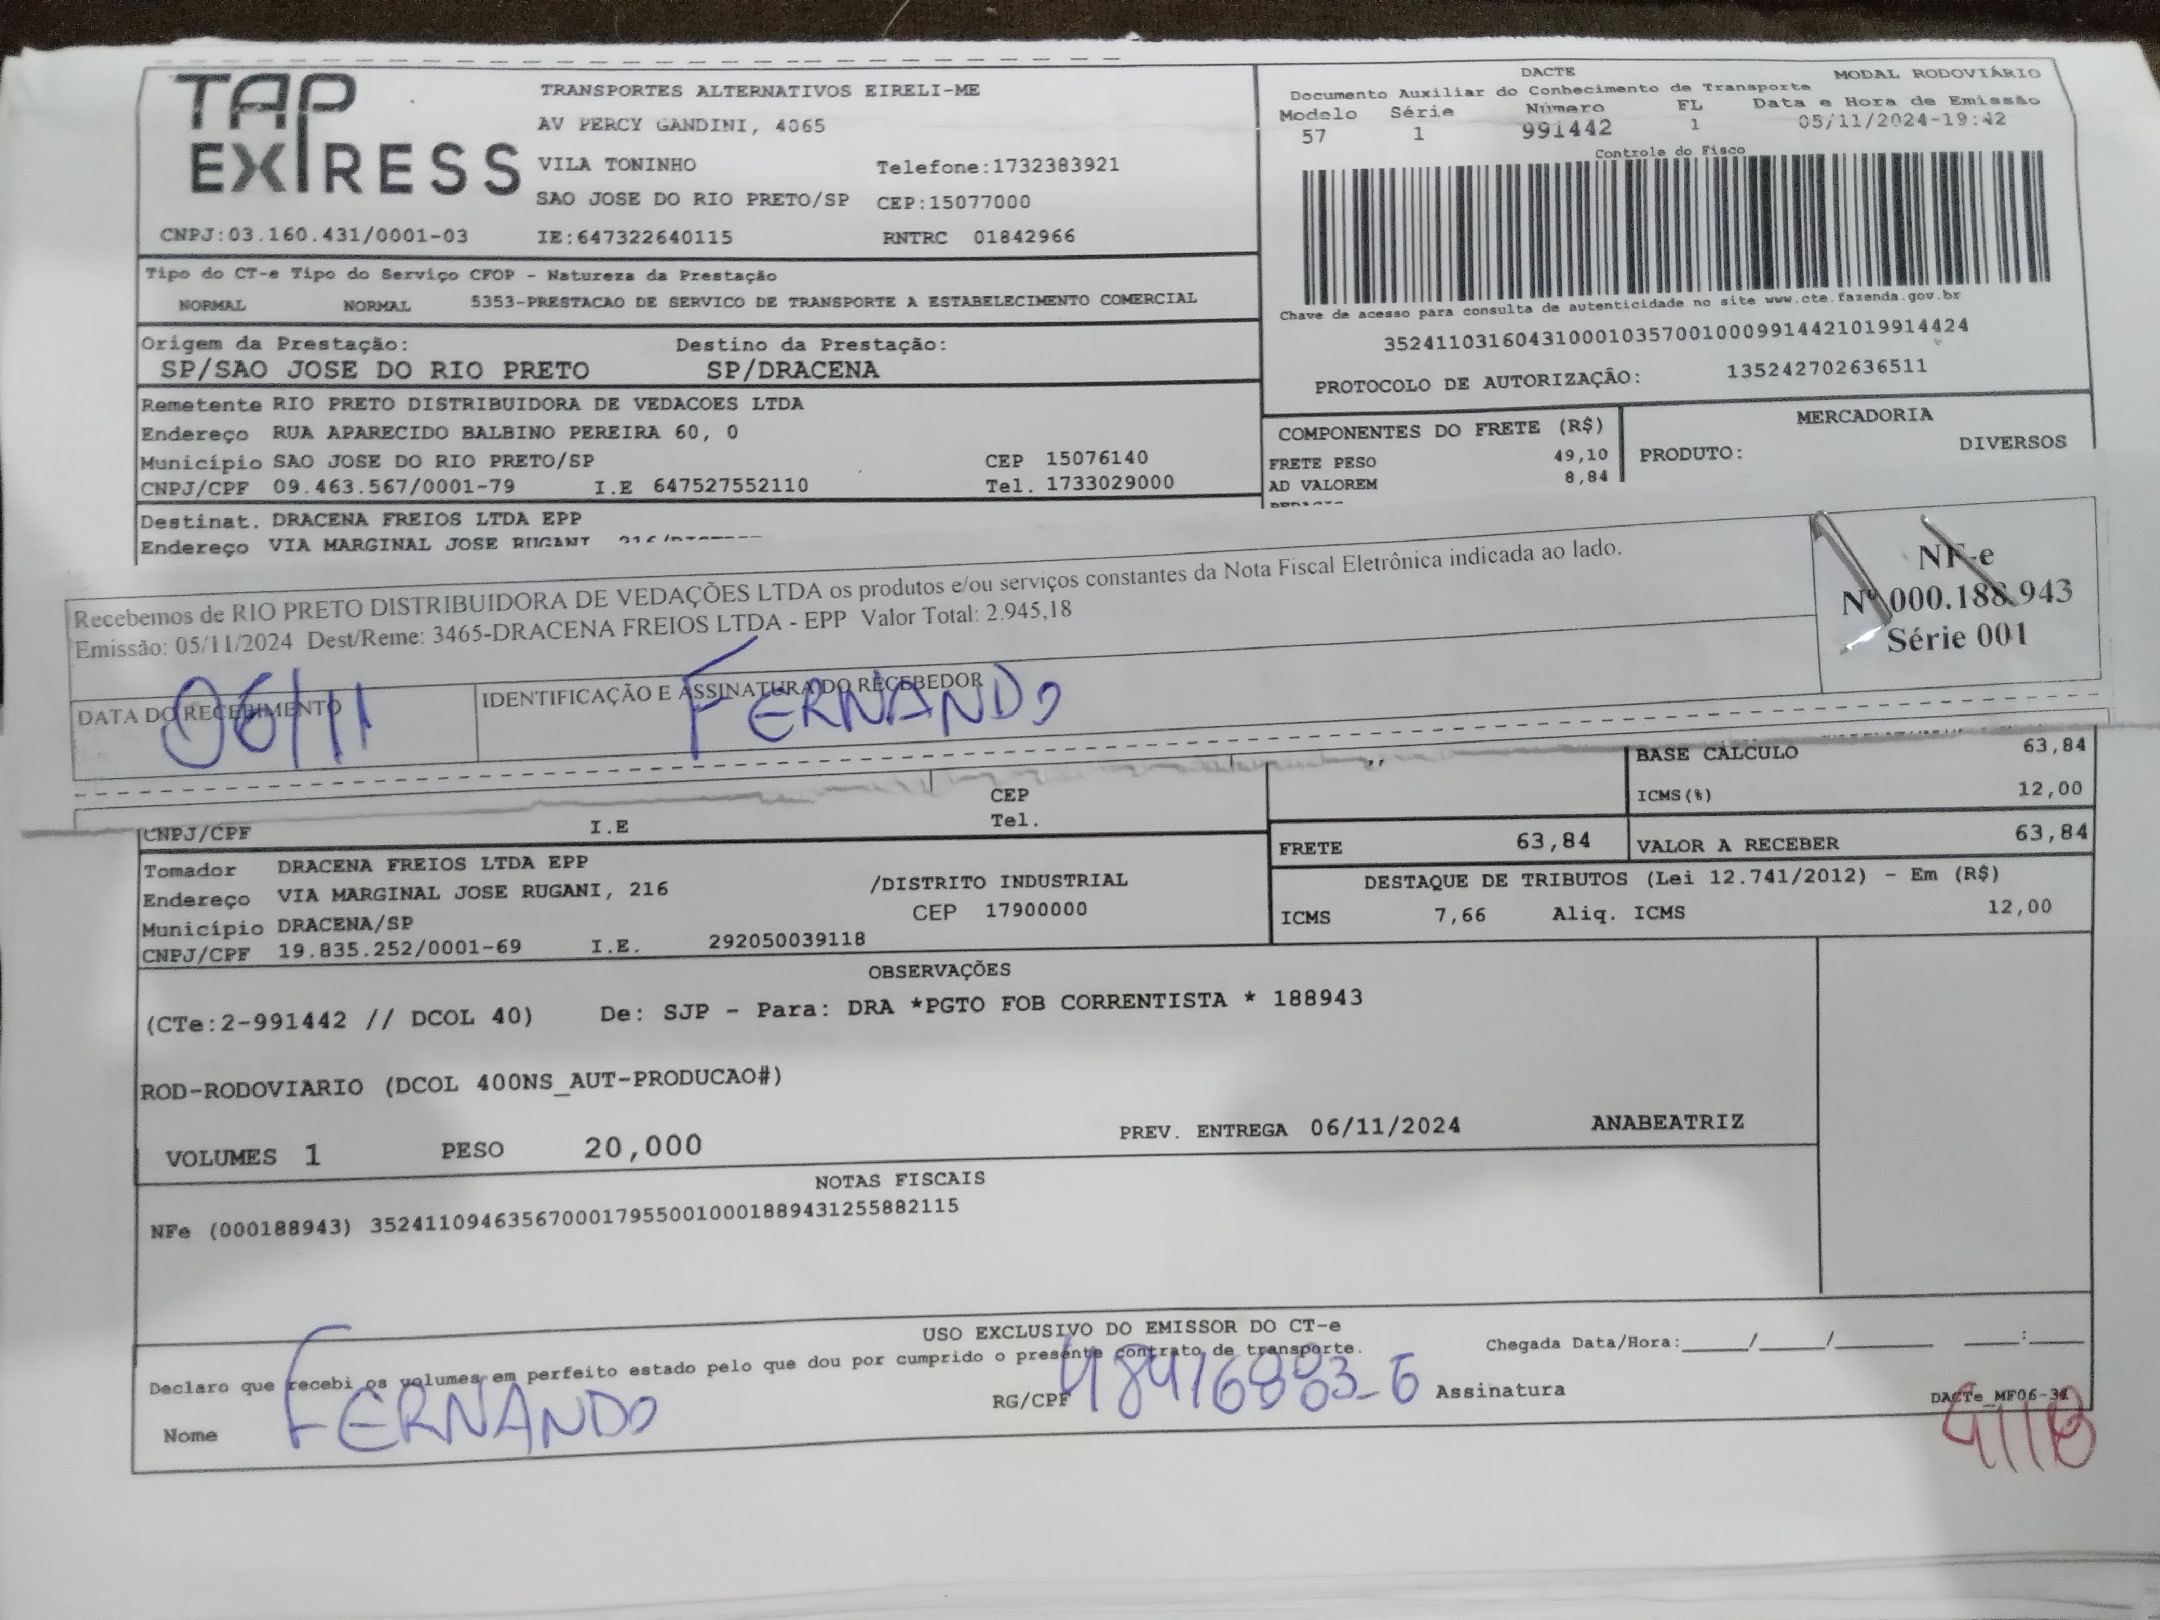 TAP EXPRESS
TRANSPORTES ALTERNATIVOS EIRELI-ME
AV PERCY GANDINI, 4065
VILA TONINHO Telefone:1732383921
SAO JOSE DO RIO PRETO/SP CEP:15077000
CNPJ:03.160.431/0001-03 IE:647322640115 RNTRC 01842966
DACTE MODAL RODOVIÁRIO
Documento Auxiliar do Conhecimento de Transporte
Modelo Série Número FL Data e Hora de Emissão
57 1 991442 1 05/11/2024-19:42
Controle do Fisco
Chave de acesso para consulta de autenticidade no site www.cte.fazenda.gov.br
35241103160431000103570010009914421019914424
PROTOCOLO DE AUTORIZAÇÃO: 135242702636511
Tipo do CT-e Tipo do Serviço CFOP - Natureza da Prestação
NORMAL NORMAL 5353-PRESTACAO DE SERVICO DE TRANSPORTE A ESTABELECIMENTO COMERCIAL
Origem da Prestação: Destino da Prestação:
SP/SAO JOSE DO RIO PRETO SP/DRACENA
Remetente RIO PRETO DISTRIBUIDORA DE VEDACOES LTDA
Endereço RUA APARECIDO BALBINO PEREIRA 60, 0
Município SAO JOSE DO RIO PRETO/SP CEP 15076140
CNPJ/CPF 09.463.567/0001-79 I.E 647527552110 Tel. 1733029000
COMPONENTES DO FRETE (R$)
FRETE PESO 49,10
AD VALOREM 8,84
MERCADORIA
PRODUTO: DIVERSOS
Destinat. DRACENA FREIOS LTDA EPP
Endereço VIA MARGINAL JOSE RUGANI
Recebemos de RIO PRETO DISTRIBUIDORA DE VEDAÇÕES LTDA os produtos e/ou serviços constantes da Nota Fiscal Eletrônica indicada ao lado.
Emissão: 05/11/2024 Dest/Reme: 3465-DRACENA FREIOS LTDA - EPP Valor Total: 2.945,18
NF-e
Nº 000.188.943
Série 001
DATA DO RECEBIMENTO IDENTIFICAÇÃO E ASSINATURA DO RECEBEDOR
06/11 FERNANDO
BASE CALCULO 63,84
ICMS(%) 12,00
CEP
CNPJ/CPF I.E Tel.
FRETE 63,84 VALOR A RECEBER 63,84
Tomador DRACENA FREIOS LTDA EPP
Endereço VIA MARGINAL JOSE RUGANI, 216 /DISTRITO INDUSTRIAL
Município DRACENA/SP CEP 17900000
CNPJ/CPF 19.835.252/0001-69 I.E. 292050039118
DESTAQUE DE TRIBUTOS (Lei 12.741/2012) - Em (R$)
ICMS 7,66 Aliq. ICMS 12,00
OBSERVAÇÕES
(CTe:2-991442 // DCOL 40) De: SJP - Para: DRA *PGTO FOB CORRENTISTA * 188943
ROD-RODOVIARIO (DCOL 400NS_AUT-PRODUCAO#)
VOLUMES 1 PESO 20,000 PREV. ENTREGA 06/11/2024 ANABEATRIZ
NOTAS FISCAIS
NFe (000188943) 35241109463567000179550010001889431255882115
USO EXCLUSIVO DO EMISSOR DO CT-e
Declaro que recebi os volumes em perfeito estado pelo que dou por cumprido o presente contrato de transporte. Chegada Data/Hora:_____/_____/_______ ____:____
Nome FERNANDO RG/CPF 48416883-6 Assinatura